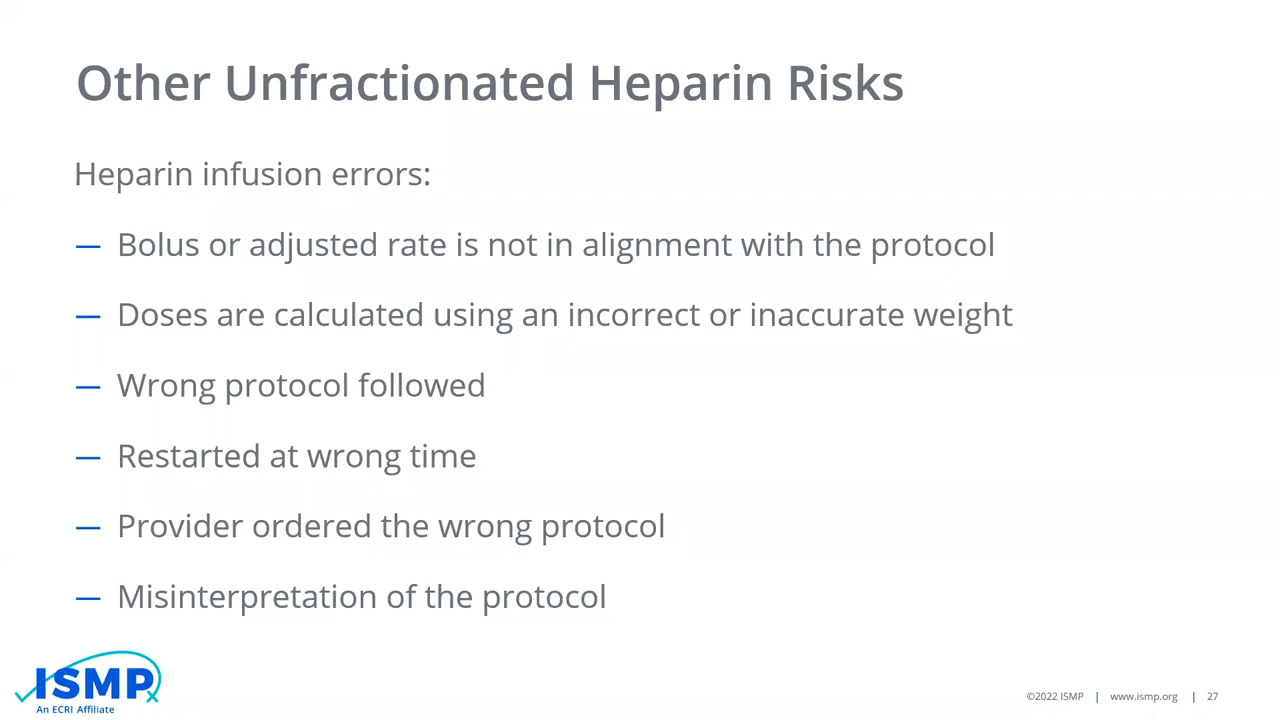 Other Unfractionated Heparin Risks
Heparin infusion errors:
— Bolus or adjusted rate is not in alignment with the protocol
— Doses are calculated using an incorrect or inaccurate weight
— Wrong protocol followed
— Restarted at wrong time
— Provider ordered the wrong protocol
— Misinterpretation of the protocol
ISMP
An ECRI Affiliate
©2022 ISMP | www.ismp.org | 27